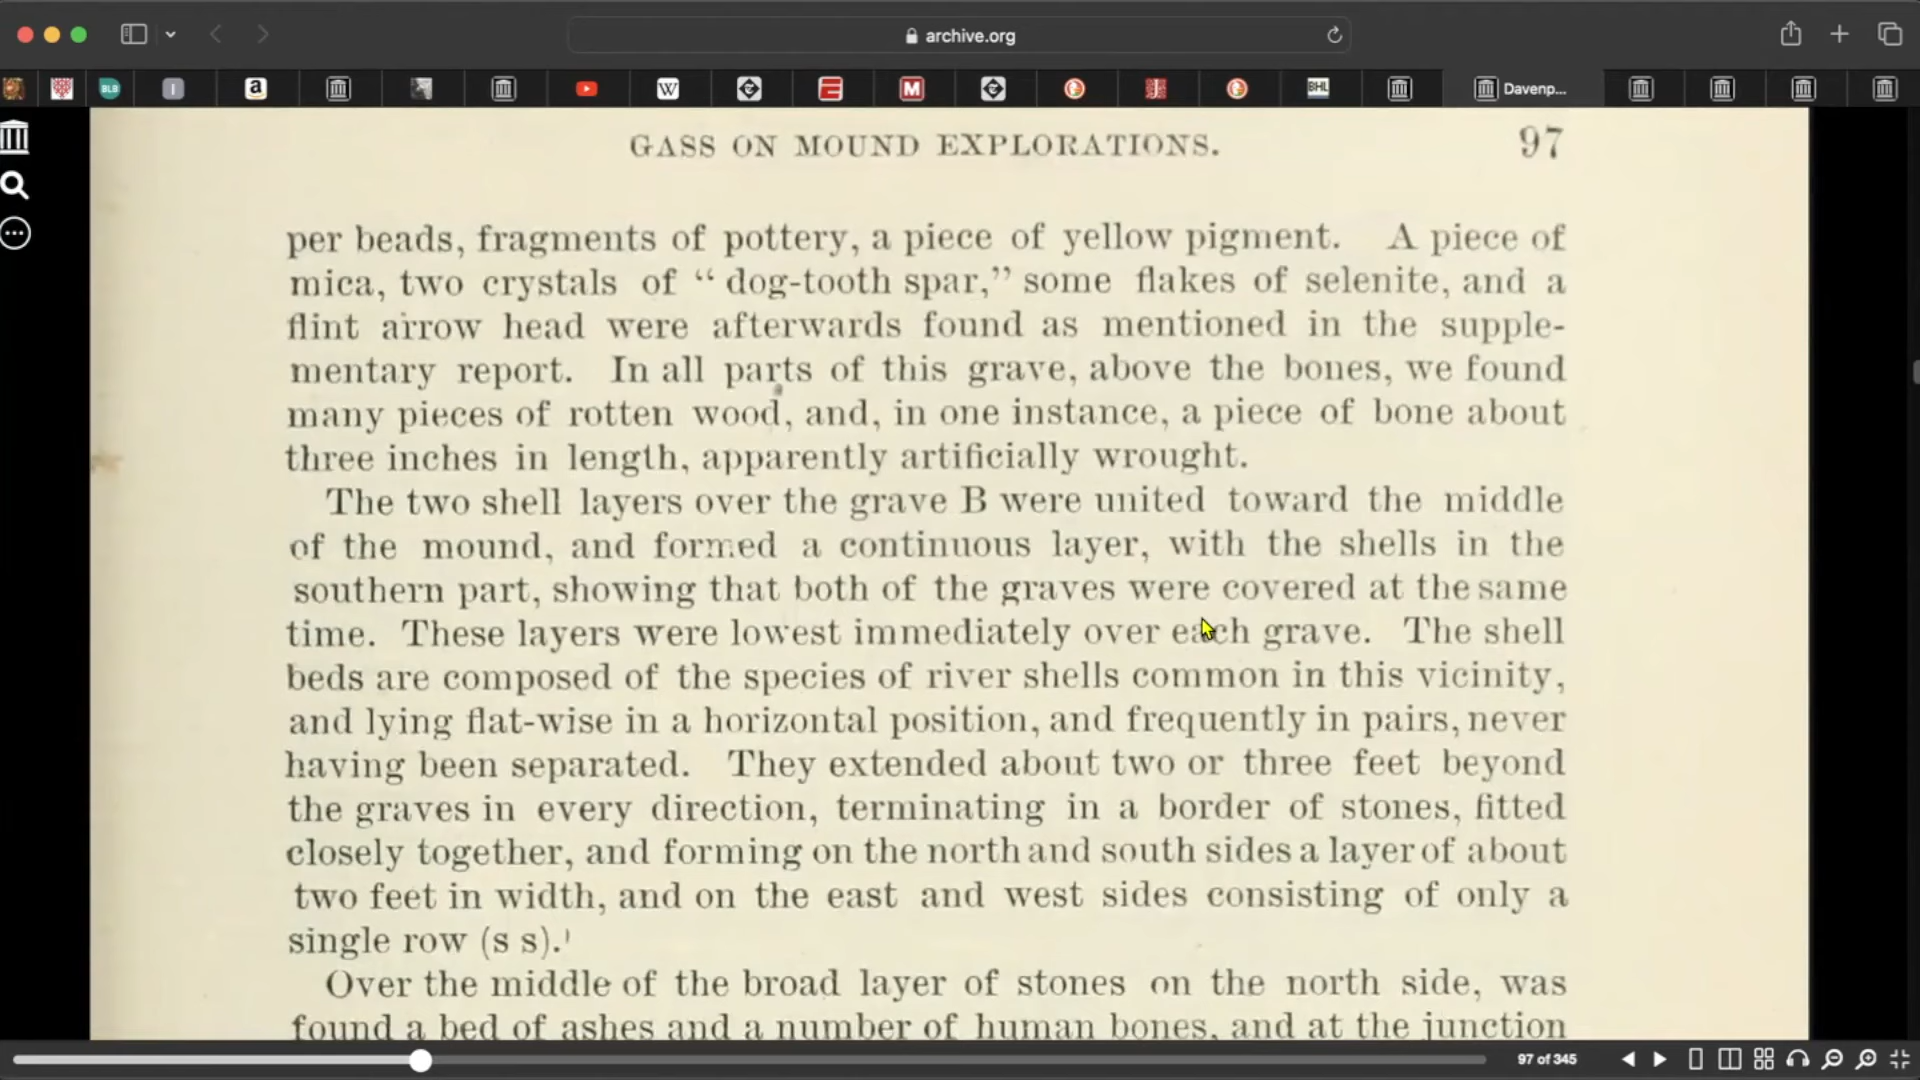 archive.org
BLB
W
M
BHL
Davenp...
GASS ON MOUND EXPLORATIONS. 97
per beads, fragments of pottery, a piece of yellow pigment. A piece of
mica, two crystals of “ dog-tooth spar,” some flakes of selenite, and a
flint arrow head were afterwards found as mentioned in the supple-
mentary report. In all parts of this grave, above the bones, we found
many pieces of rotten wood, and, in one instance, a piece of bone about
three inches in length, apparently artificially wrought.
The two shell layers over the grave B were united toward the middle
of the mound, and formed a continuous layer, with the shells in the
southern part, showing that both of the graves were covered at the same
time. These layers were lowest immediately over each grave. The shell
beds are composed of the species of river shells common in this vicinity,
and lying flat-wise in a horizontal position, and frequently in pairs, never
having been separated. They extended about two or three feet beyond
the graves in every direction, terminating in a border of stones, fitted
closely together, and forming on the north and south sides a layer of about
two feet in width, and on the east and west sides consisting of only a
single row (s s).¹
Over the middle of the broad layer of stones on the north side, was
found a bed of ashes and a number of human bones, and at the junction
97 of 345